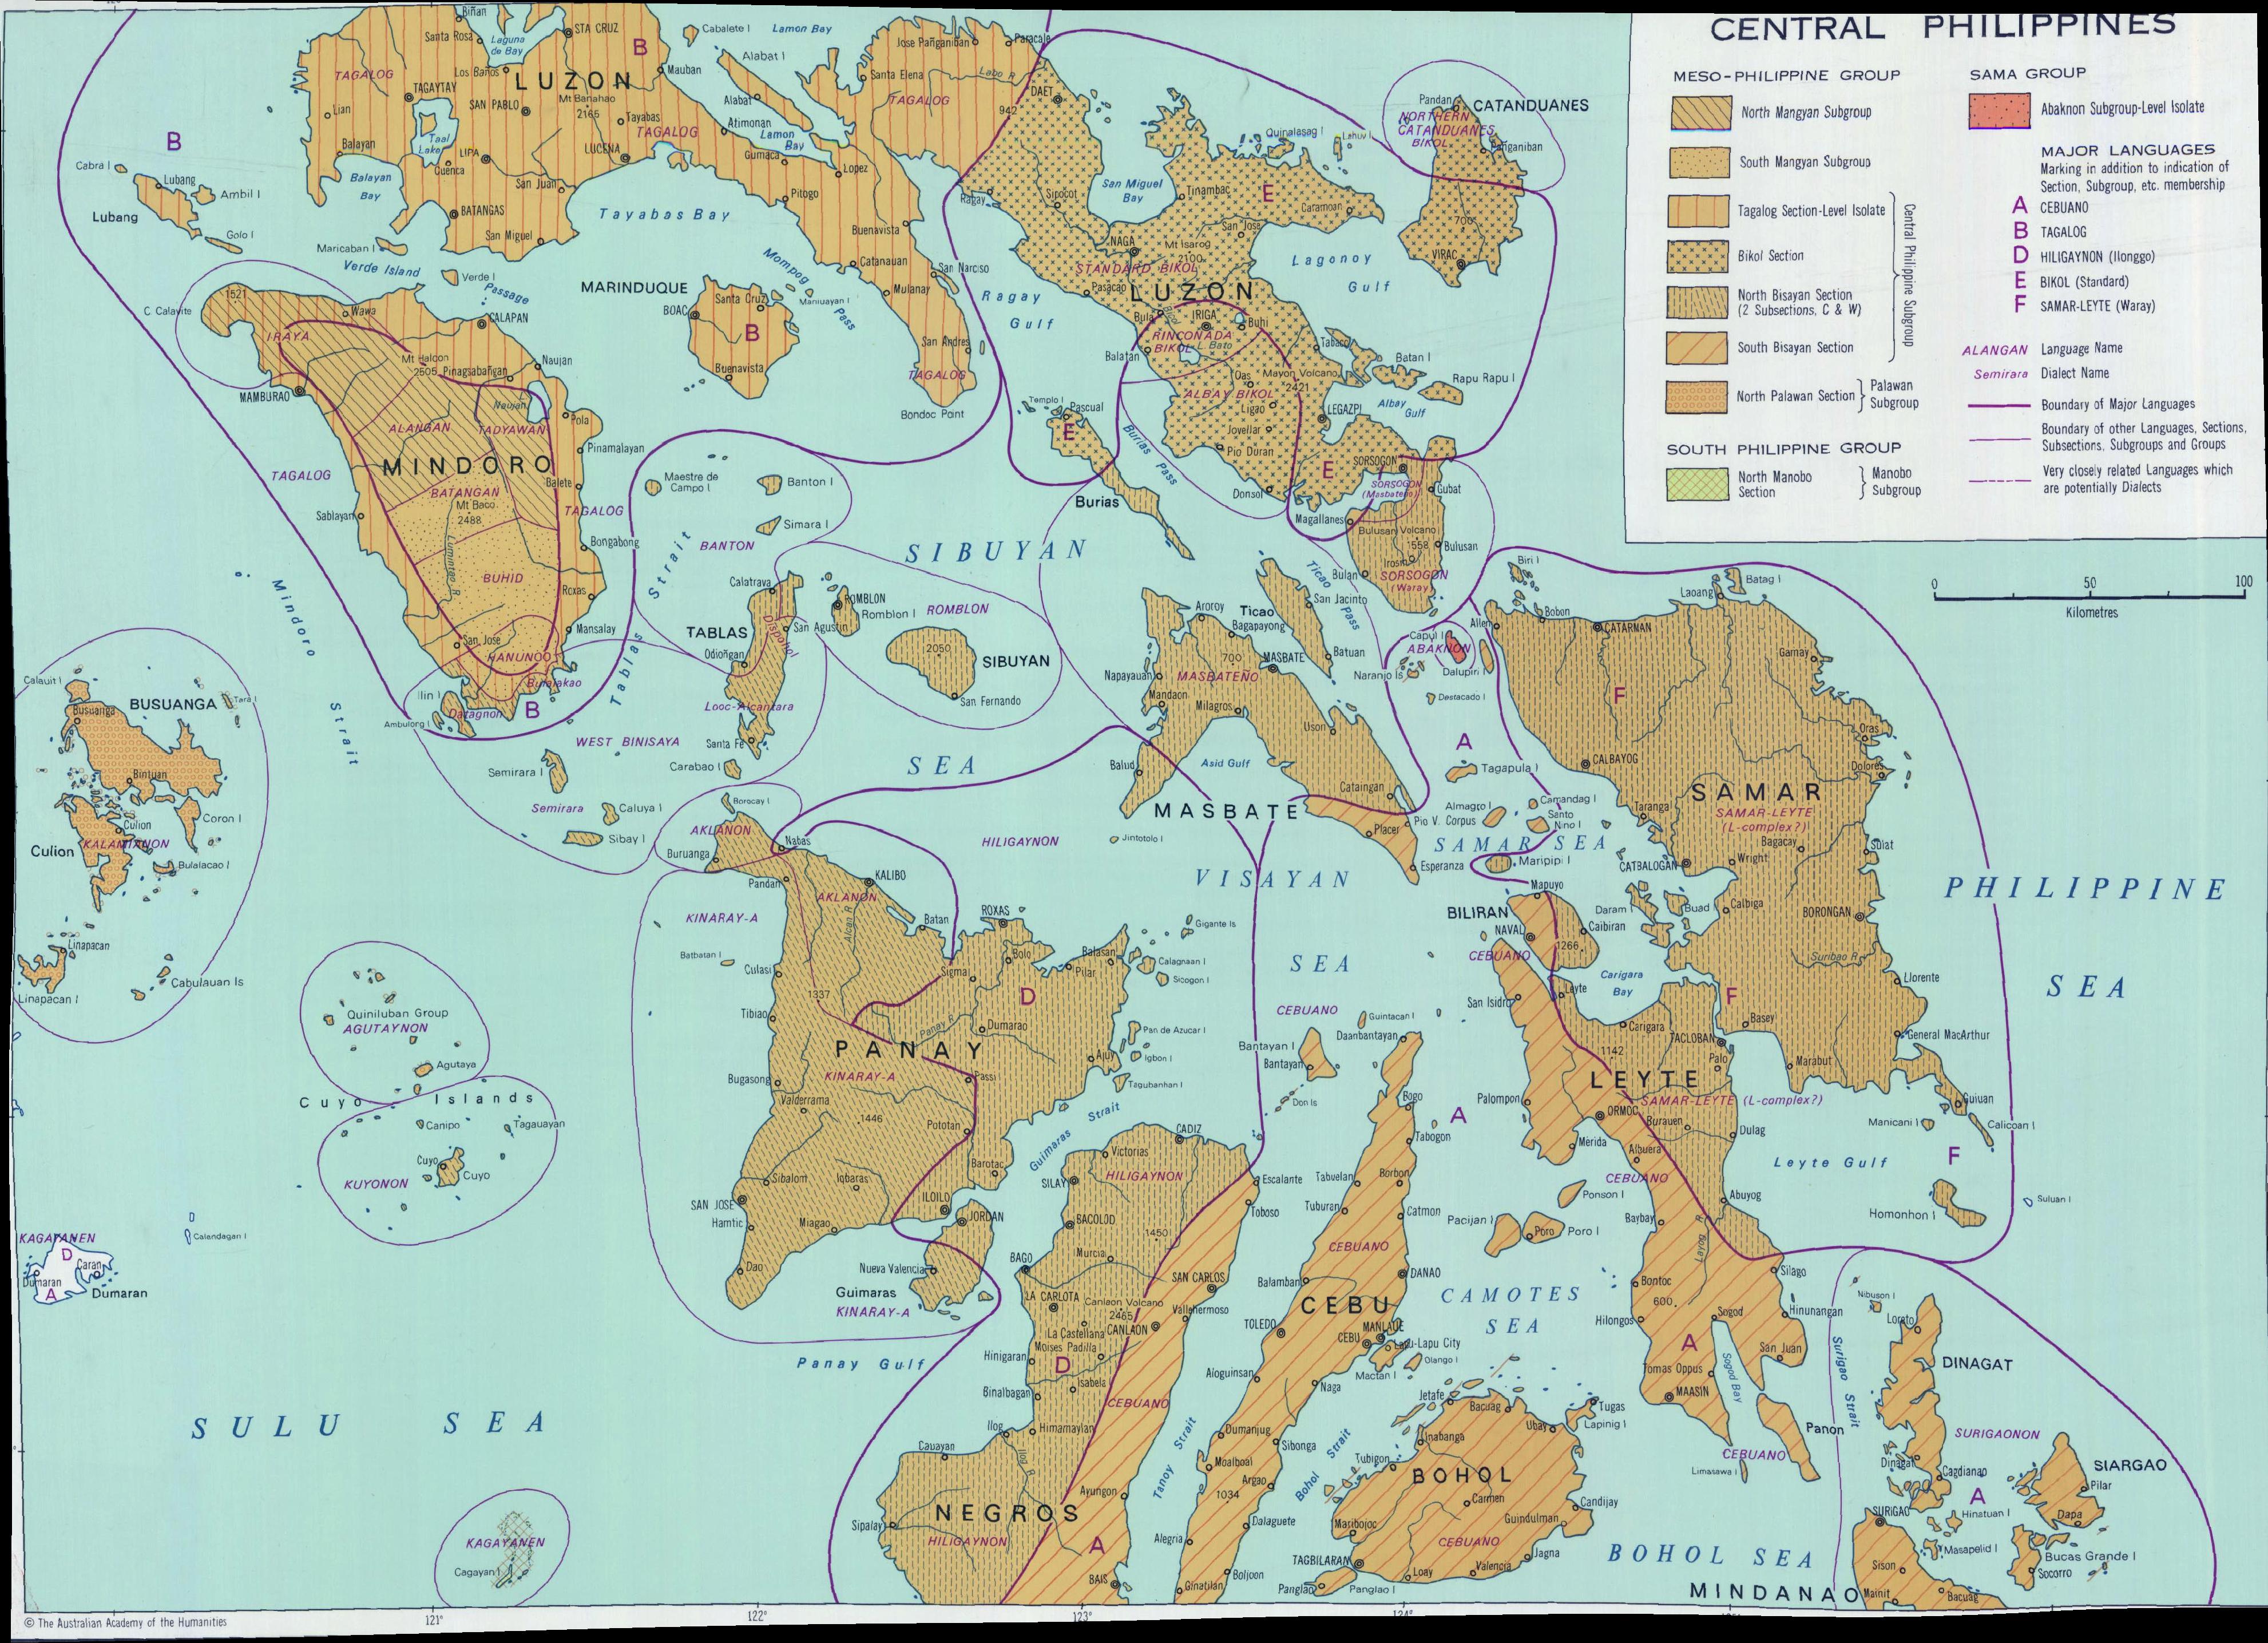 CENTRAL PHILIPPINES
MESO-PHILIPPINE GROUP
North Mangyan Subgroup
South Mangyan Subgroup
Tagalog Section-Level Isolate
Bikol Section
North Bisayan Section
(2 Subsections, C & W)
South Bisayan Section
Central Philippine Subgroup
North Palawan Section
Palawan
Subgroup
SOUTH PHILIPPINE GROUP
North Manobo
Section
Manobo
Subgroup
SAMA GROUP
Abaknon Subgroup-Level Isolate
MAJOR LANGUAGES
Marking in addition to indication of
Section, Subgroup, etc. membership
A CEBUANO
B TAGALOG
D HILIGAYNON (Ilonggo)
E BIKOL (Standard)
F SAMAR-LEYTE (Waray)
ALANGAN Language Name
Semirara Dialect Name
Boundary of Major Languages
Boundary of other Languages, Sections,
Subsections, Subgroups and Groups
Very closely related Languages which
are potentially Dialects
0 50 100
Kilometres
Biñan
Santa Rosa
Laguna
de Bay
STA CRUZ
B
Cabalete I
Lamon Bay
Alabat I
Mauban
Los Baños
LUZON
TAGALOG
TAGAYTAY
SAN PABLO
Mt Banahao
2165
Tayabas
TAGALOG
Alabat
Atimonan
Lamon
Bay
Lian
Taal
Lake
LIPA
Cuenca
LUCENA
Balayan
Gumaca
Lopez
Balayan
Bay
San Juan
Pitogo
BATANGAS
San Miguel
Tayabas Bay
Buenavista
Catanauan
San Narciso
Mulanay
San Andres
TAGALOG
Bondoc Point
Jose Pañganiban
Paracale
Santa Elena
Labo R
TAGALOG
942
DAET
B
Cabra I
Lubang
Ambil I
Lubang
Golo I
Maricaban I
Verde Island
Passage
Verde I
Mompog
Pass
MARINDUQUE
Santa Cruz
Maniuayan I
BOAC
B
Buenavista
C Calavite
1521
Wawa
CALAPAN
IRAYA
Mt Halcon
2505
Pinagsabangan
Naujan
MAMBURAO
Naujan
Pola
ALANGAN
TADYAWAN
Pinamalayan
MINDORO
TAGALOG
BATANGAN
Mt Baco
2488
Balete
TAGALOG
Sablayan
Bongabong
Lumintao R
BUHID
Roxas
San Jose
Mansalay
HANUNOO
Bulalakao
Ilin I
Datagnon
B
Ambulong I
Mindoro
Strait
Tablas
Strait
Ragay
Sipocot
San Miguel
Bay
Tinambac
E
Quinalasag I
Lahuy I
Caramoan
Pandan
CATANDUANES
NORTHERN
CATANDUANES
BIKOL
Panganiban
700
VIRAC
NAGA
Mt Isarog
2100
San Jose
STANDARD BIKOL
Lagonoy
Gulf
Ragay
Gulf
Pasacao
LUZON
Bula
IRIGA
Buhi
RINCONADA
BIKOL
L. Bato
Balatan
Tabaco
Batan I
Oas
Mayon Volcano
2421
Rapu Rapu I
ALBAY BIKOL
Ligao
LEGAZPI
Albay
Gulf
Jovellar
Pio Duran
E
SORSOGON
Donsol
SORSOGON
(Masbateño)
Gubat
Magallanes
Bulusan Volcano
1558
Bulusan
Irosin
Bulan
SORSOGON
(Waray)
Templo I
Pascual
E
Burias Pass
Burias
Maestre de
Campo I
Banton I
Simara I
BANTON
SIBUYAN
SEA
Calatrava
ROMBLON
Romblon I
ROMBLON
San Agustin
TABLAS
Odioñgan
Dispoholnon
2050
SIBUYAN
San Fernando
Looc-Alcantara
Santa Fe
Carabao I
WEST BINISAYA
Semirara I
Semirara
Caluya I
Sibay I
Ticao
Pass
San Jacinto
Aroroy
Ticao
Bagapayong
Batuan
700
MASBATE
Napayauan
MASBATEÑO
Mandaon
Milagros
Uson
Balud
Asid Gulf
Cataingan
MASBATE
Placer
Pio V. Corpus
Esperanza
Jintotolo I
Biri I
Bobon
Batag I
Laoang
Allen
CATARMAN
Capul I
ABAKNON
Naranjo Is
Dalupiri I
Destacado I
Gamay
F
A
Tagapula I
CALBAYOG
Oras
Dolores
Almagro I
Camandag I
Santo
Nino I
Taranganan
SAMAR
SAMAR-LEYTE
(L-complex?)
SAMAR SEA
Maripipi I
CATBALOGAN
Bagacay
Wright
Sulat
Mapuyo
BILIRAN
NAVAL
Caibiran
1266
Daram I
Buad I
Calbiga
BORONGAN
CEBUANO
Carigara
Bay
Suribao R
Llorente
Leyte
San Isidro
F
Carigara
Basey
TACLOBAN
General MacArthur
Palo
1142
Marabut
LEYTE
Palompon
SAMAR-LEYTE (L-complex?)
ORMOC
Burauen
Guiuan
Manicani I
Calicoan I
Dulag
Merida
Albuera
Leyte Gulf
F
CEBUANO
Abuyog
Homonhon I
Suluan I
Baybay
Layog R
Silago
Bontoc
600
Sogod
Hinunangan
Hilongos
A
San Juan
Tomas Oppus
Sogod Bay
MAASIN
Panon
CEBUANO
Limasawa I
PHILIPPINE
SEA
Calauit I
BUSUANGA
Tara I
Busuanga
Bintuan
Culion
Coron I
Culion
KALAMIANON
Bulalacao I
Linapacan
Cabulauan Is
Linapacan I
Quiniluban Group
AGUTAYNON
Agutaya
Cuyo Islands
Canipo
Tagauayan
Cuyo
Cuyo
KUYONON
Calandagan I
KAGAYANEN
D
Caran
Dumaran
A
Dumaran
SULU SEA
KAGAYANEN
Cagayan I
Boracay I
AKLANON
Nabas
Buruanga
Pandan
KALIBO
AKLANON
Aklan R
Batan
ROXAS
KINARAY-A
HILIGAYNON
VISAYAN
SEA
Gigante Is
Batbatan I
Culasi
Sigma
Bolo
Pilar
Balasan
Calagnaan I
Sicogon I
1337
D
Tibiao
Panay R
Dumarao
Pan de Azucar I
PANAY
Ajuy
Igbon I
Bugasong
KINARAY-A
Passi
Tagubanhan I
Valderrama
1446
Pototan
Guimaras Strait
Barotac
Sibalom
Igbaras
SAN JOSE
ILOILO
Hamtic
Miagao
JORDAN
Dao
Nueva Valencia
Guimaras
KINARAY-A
Panay Gulf
CADIZ
Victorias
HILIGAYNON
SILAY
Escalante
BACOLOD
Toboso
1450
Murcia
BAGO
SAN CARLOS
LA CARLOTA
Canlaon Volcano
2465
Vallehermoso
CANLAON
La Castellana
Moises Padilla
Hinigaran
D
Isabela
Binalbagan
CEBUANO
Ilog
Himamaylan
Cauayan
Ilog R
NEGROS
Ayungon
Sipalay
HILIGAYNON
A
BAIS
CEBUANO
Guintacan I
Daanbantayan
Bantayan I
Bantayan
Don Is
Bogo
A
Tabogon
Tabuelan
Borbon
Tuburan
Catmon
Ponson I
Pacijan I
Poro
Poro I
CEBUANO
Balamban
DANAO
CAMOTES
SEA
CEBU
TOLEDO
MANDAUE
CEBU
Lapu-Lapu City
Olango I
Mactan I
Aloguinsan
Naga
Tanoy Strait
Dumanjug
Sibonga
Bohol Strait
Moalboal
Argao
1034
Dalaguete
Alegria
Boljoon
Ginatilan
Jetafe
Bacuag
Tugas
Lapinig I
Inabanga
Ubay
Tubigon
BOHOL
Carmen
Candijay
Maribojoc
Guindulman
CEBUANO
TAGBILARAN
Jagna
Valencia
Loay
Panglao
Panglao I
BOHOL SEA
Surigao Strait
Nibuson I
Loreto
DINAGAT
SURIGAONON
Dinagat
Cagdianao
SIARGAO
Pilar
A
SURIGAO
Hinatuan I
Dapa
Masapelid I
Bucas Grande I
Sison
Socorro
MINDANAO
Mainit
Bacuag
121°
122°
123°
124°
© The Australian Academy of the Humanities